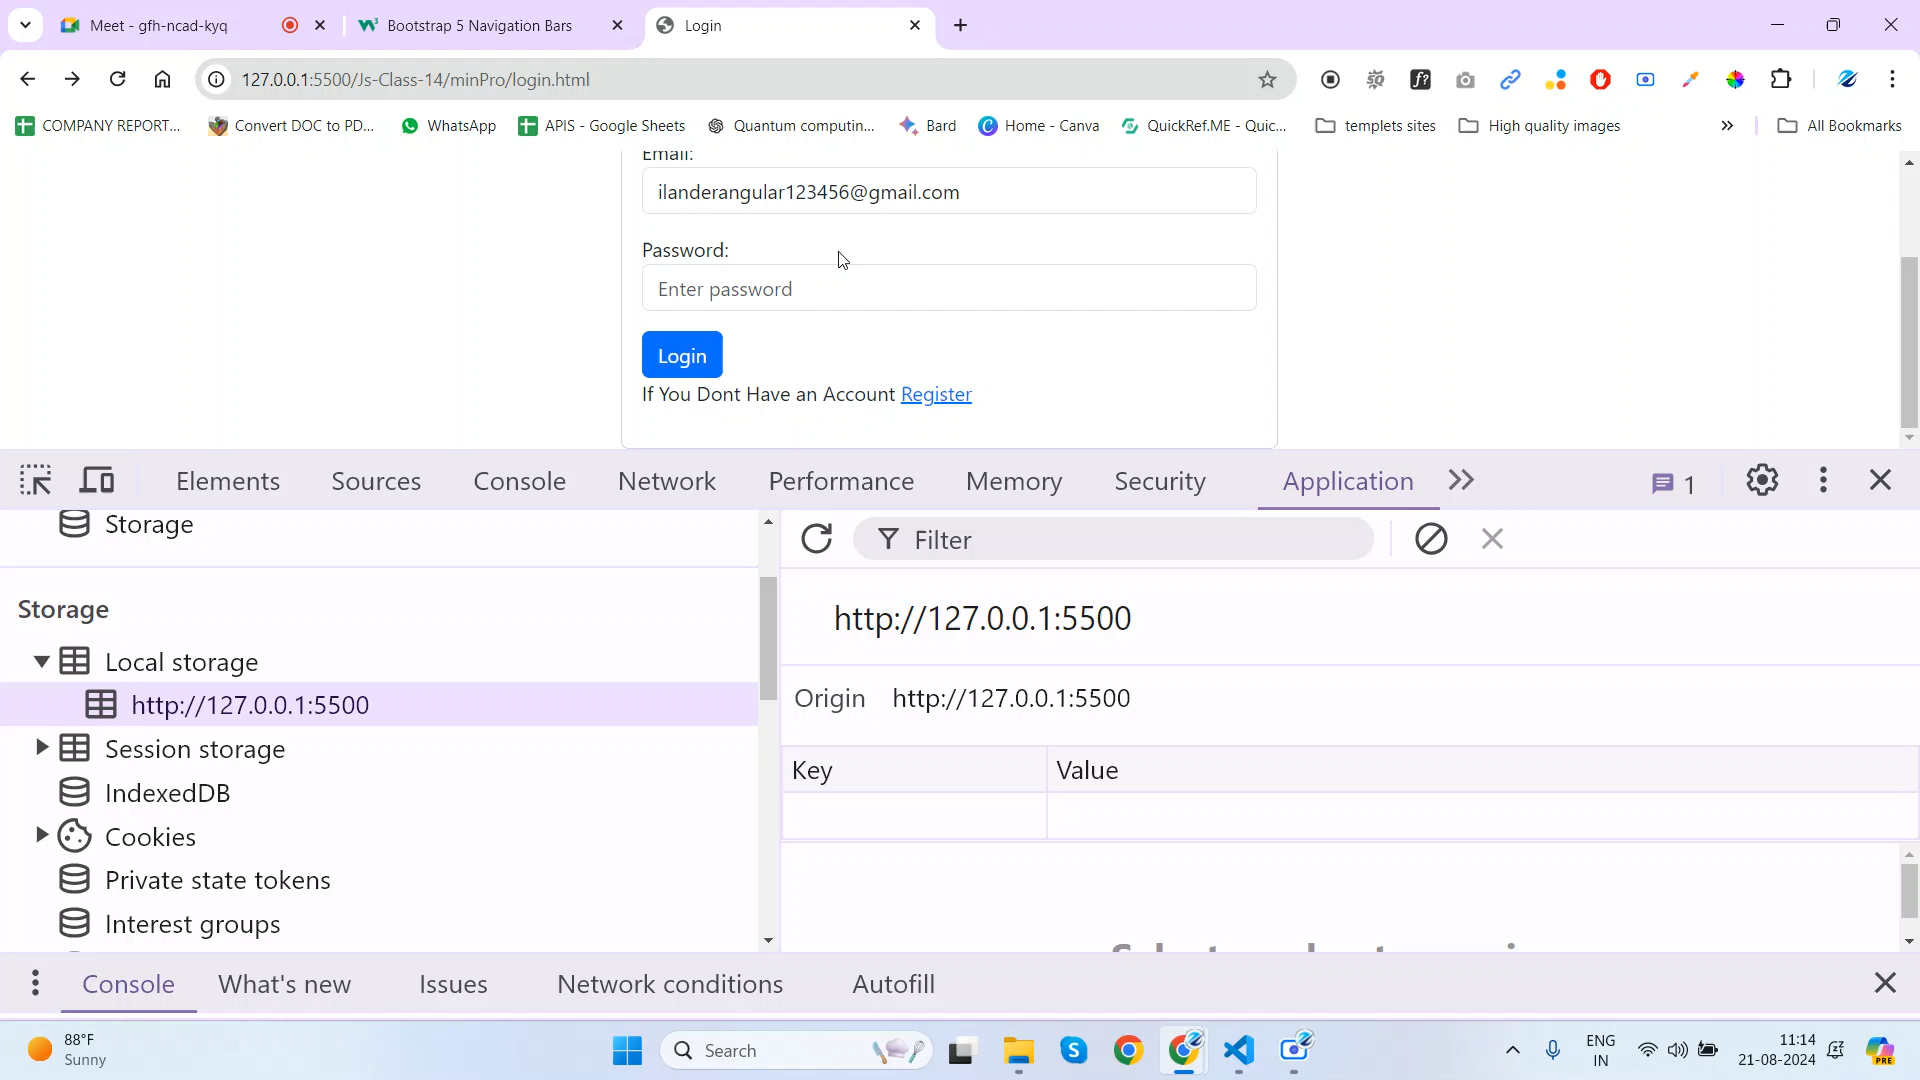 Meet - gfh-ncad-kyq
Bootstrap 5 Navigation Bars
Login
127.0.0.1:5500/Js-Class-14/minPro/login.html
COMPANY REPORT...
Convert DOC to PD...
WhatsApp
APIS - Google Sheets
Quantum computin...
Bard
Home - Canva
QuickRef.ME - Quic...
templets sites
High quality images
All Bookmarks
Email:
ilanderangular123456@gmail.com
Password:
Enter password
Login
If You Dont Have an Account Register
Elements
Sources
Console
Network
Performance
Memory
Security
Application
1
Storage
Filter
Storage
http://127.0.0.1:5500
Local storage
http://127.0.0.1:5500
Origin http://127.0.0.1:5500
Session storage
Key
Value
IndexedDB
Cookies
Private state tokens
Interest groups
Console
What's new
Issues
Network conditions
Autofill
88°F
Sunny
Search
ENG
IN
11:14
21-08-2024
PRE